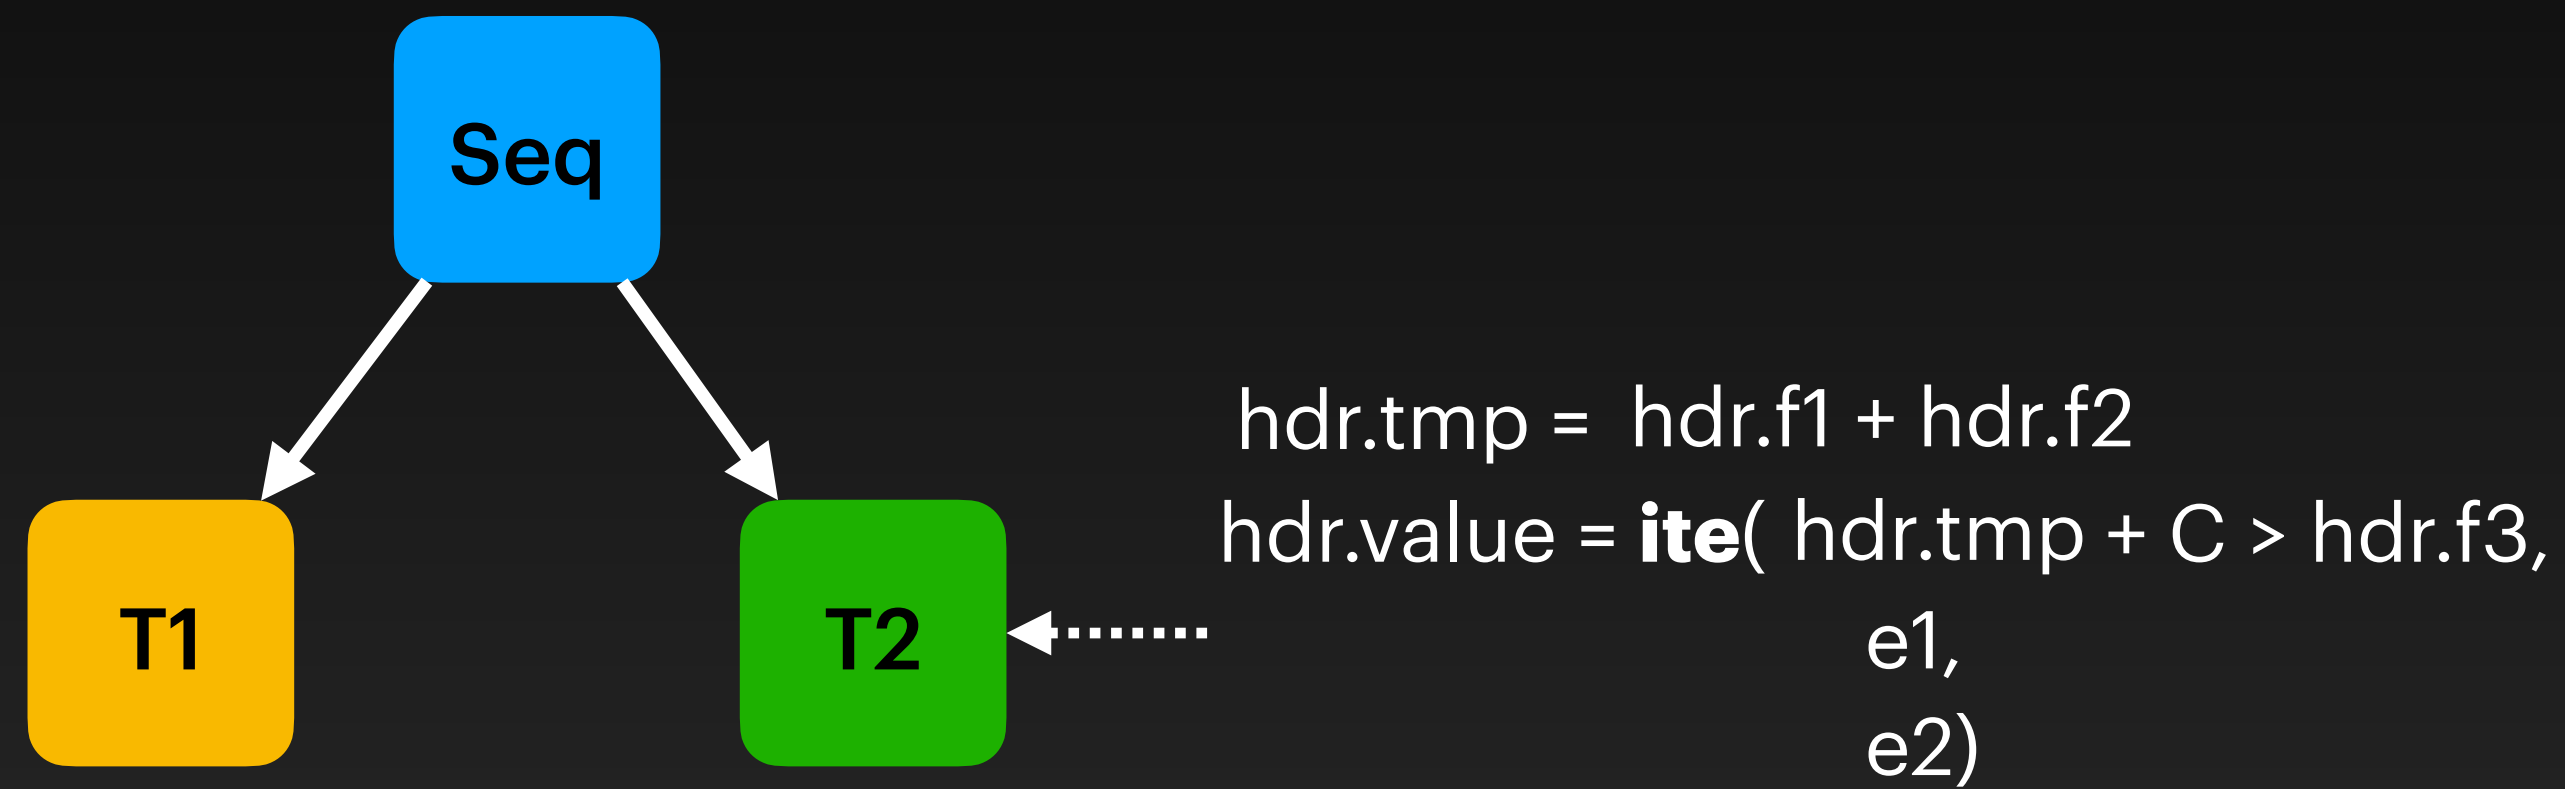 Seq
T1
T2
hdr.tmp = hdr.f1 + hdr.f2
hdr.value = ite( hdr.tmp + C > hdr.f3,
e1,
e2)